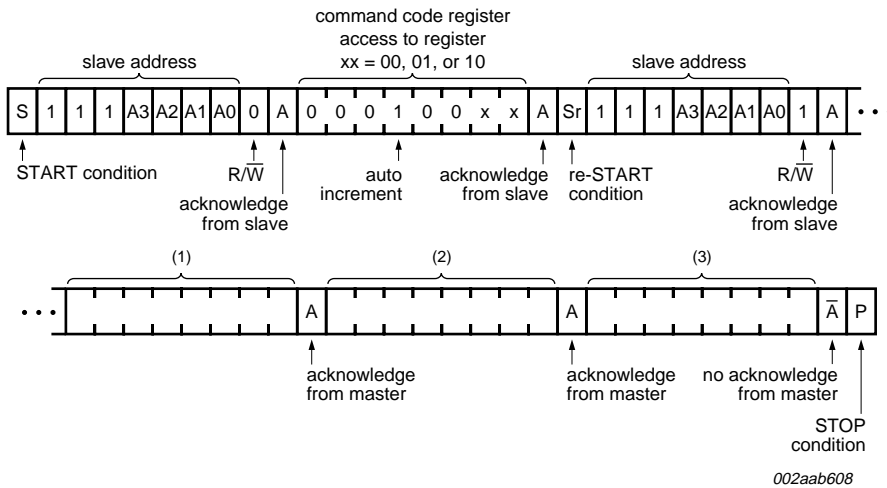 command code register
access to register
xx = 00, 01, or 10
slave address
slave address
S 1 1 1 A3 A2 A1 A0 0 A 0 0 0 1 0 0 x x A Sr 1 1 1 A3 A2 A1 A0 1 A • •
START condition
R/W̅
acknowledge
from slave
auto
increment
acknowledge
from slave
re-START
condition
R/W̅
acknowledge
from slave
(1) (2) (3)
• • • A A A̅ P
acknowledge
from master
acknowledge
from master
no acknowledge
from master
STOP
condition
002aab608